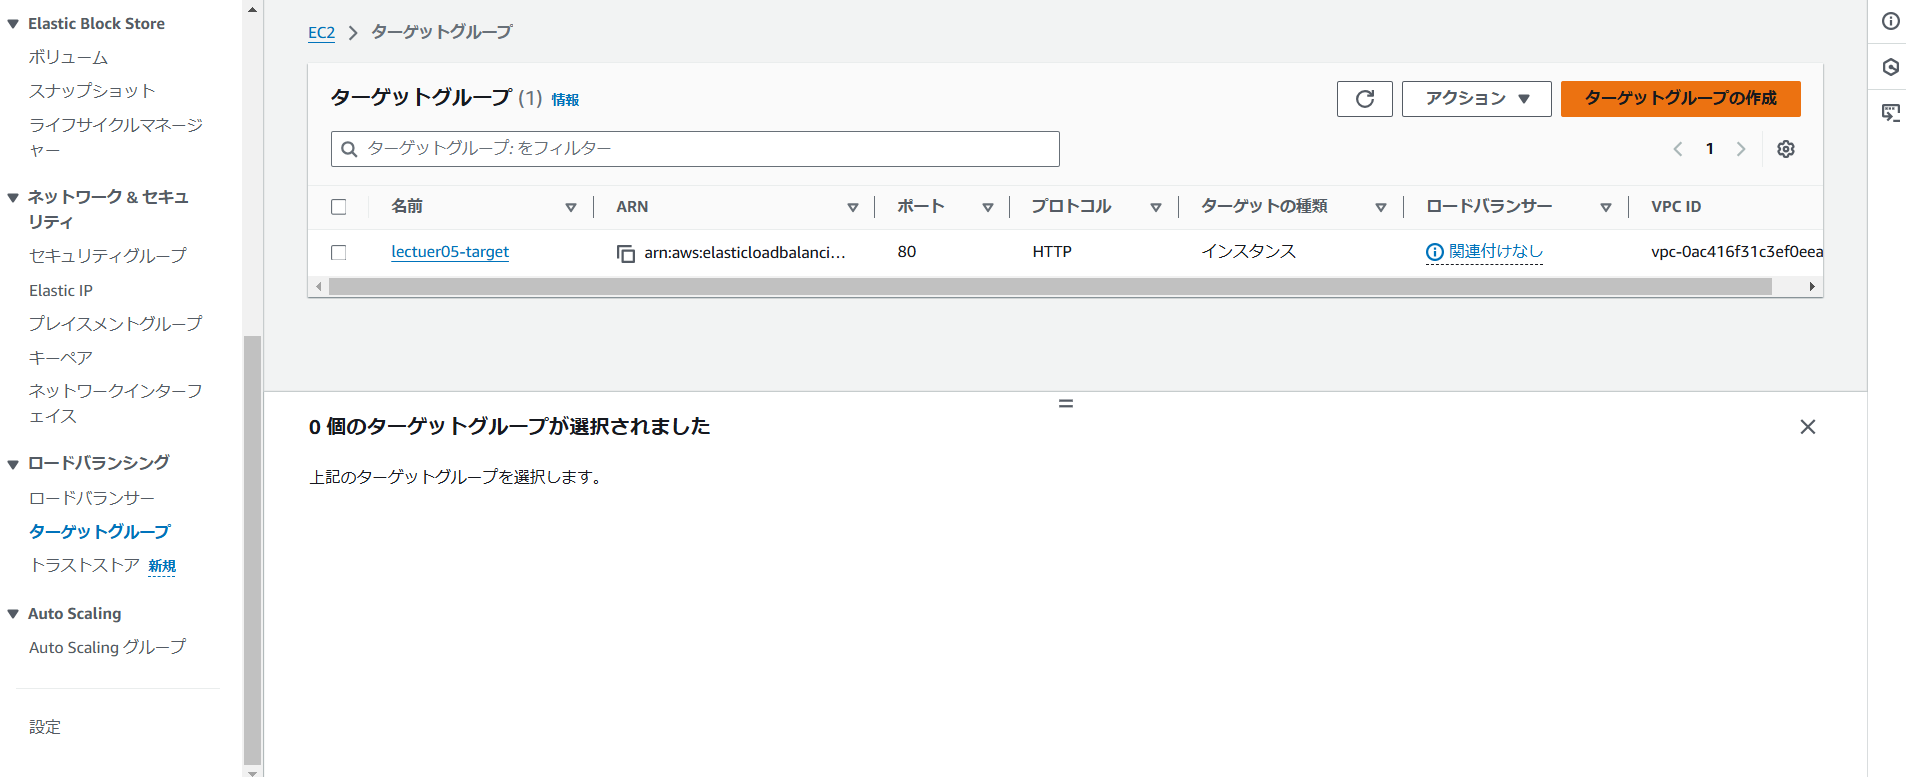 Elastic Block Store
ボリューム
スナップショット
ライフサイクルマネージ
ャー
ネットワーク & セキュ
リティ
セキュリティグループ
Elastic IP
プレイスメントグループ
キーペア
ネットワークインターフ
ェイス
ロードバランシング
ロードバランサー
ターゲットグループ
トラストストア 新規
Auto Scaling
Auto Scaling グループ
設定
EC2 > ターゲットグループ
ターゲットグループ (1) 情報
アクション
ターゲットグループの作成
ターゲットグループ: をフィルター
1
名前 ARN ポート プロトコル ターゲットの種類 ロードバランサー VPC ID
lectuer05-target arn:aws:elasticloadbalanci... 80 HTTP インスタンス 関連付けなし vpc-0ac416f31c3ef0eea
0 個のターゲットグループが選択されました
上記のターゲットグループを選択します。